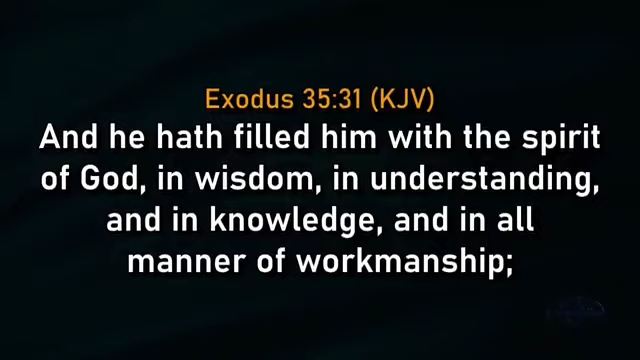 Exodus 35:31 (KJV)
And he hath filled him with the spirit
of God, in wisdom, in understanding,
and in knowledge, and in all
manner of workmanship;